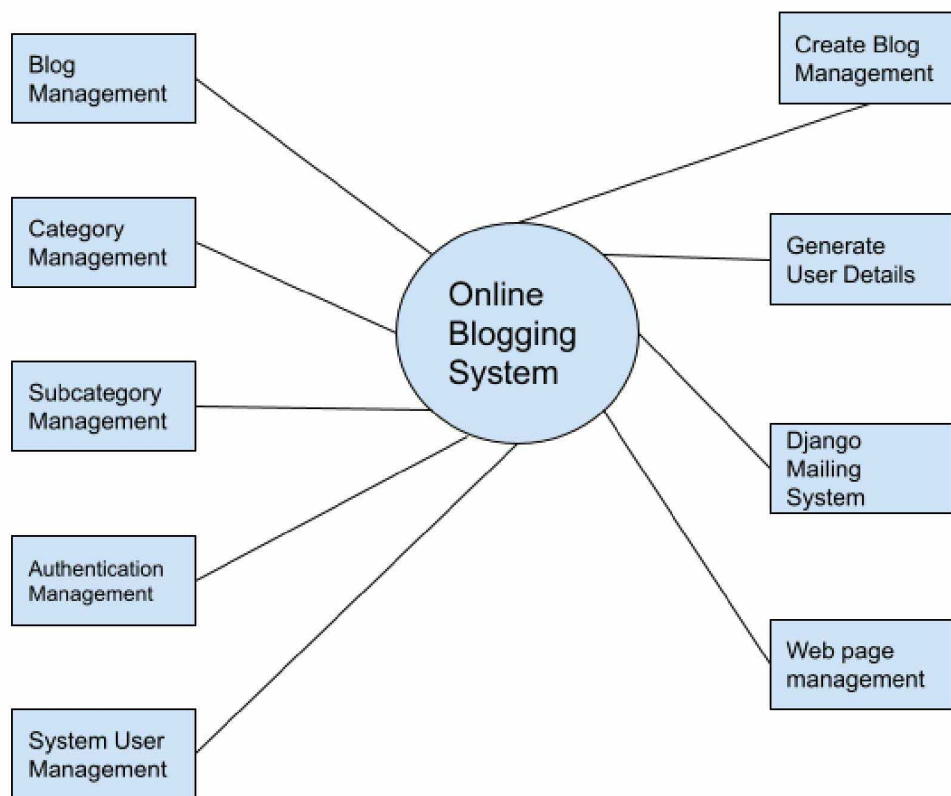 Blog
Management
Category
Management
Subcategory
Management
Authentication
Management
System User
Management
Online
Blogging
System
Create Blog
Management
Generate
User Details
Django
Mailing
System
Web page
management